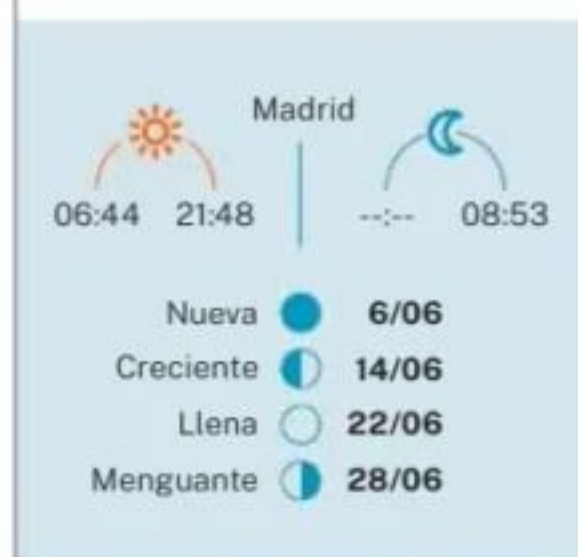 Madrid
06:44 21:48 --:-- 08:53
Nueva 6/06
Creciente 14/06
Llena 22/06
Menguante 28/06